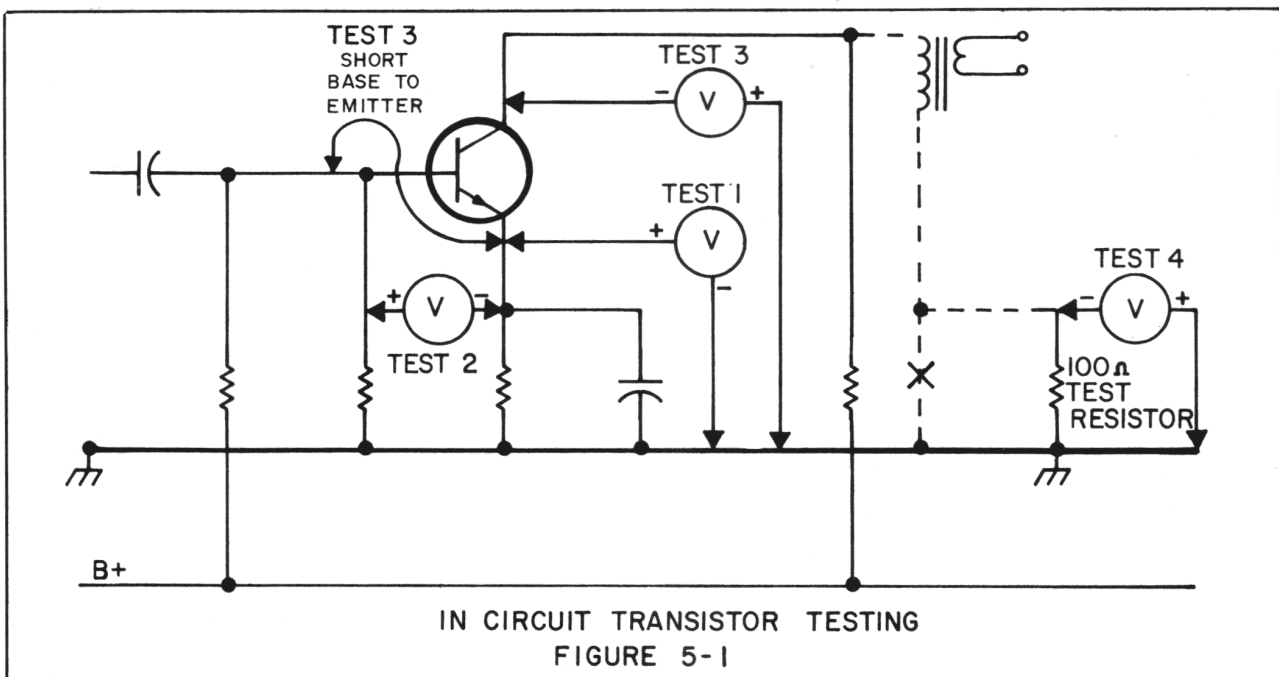 TEST 3
SHORT
BASE TO
EMITTER
TEST 3
- V +
TEST 1
+ V
-
+ V -
TEST 2
TEST 4
- V +
100Ω
TEST
RESISTOR
B+
IN CIRCUIT TRANSISTOR TESTING
FIGURE 5-1